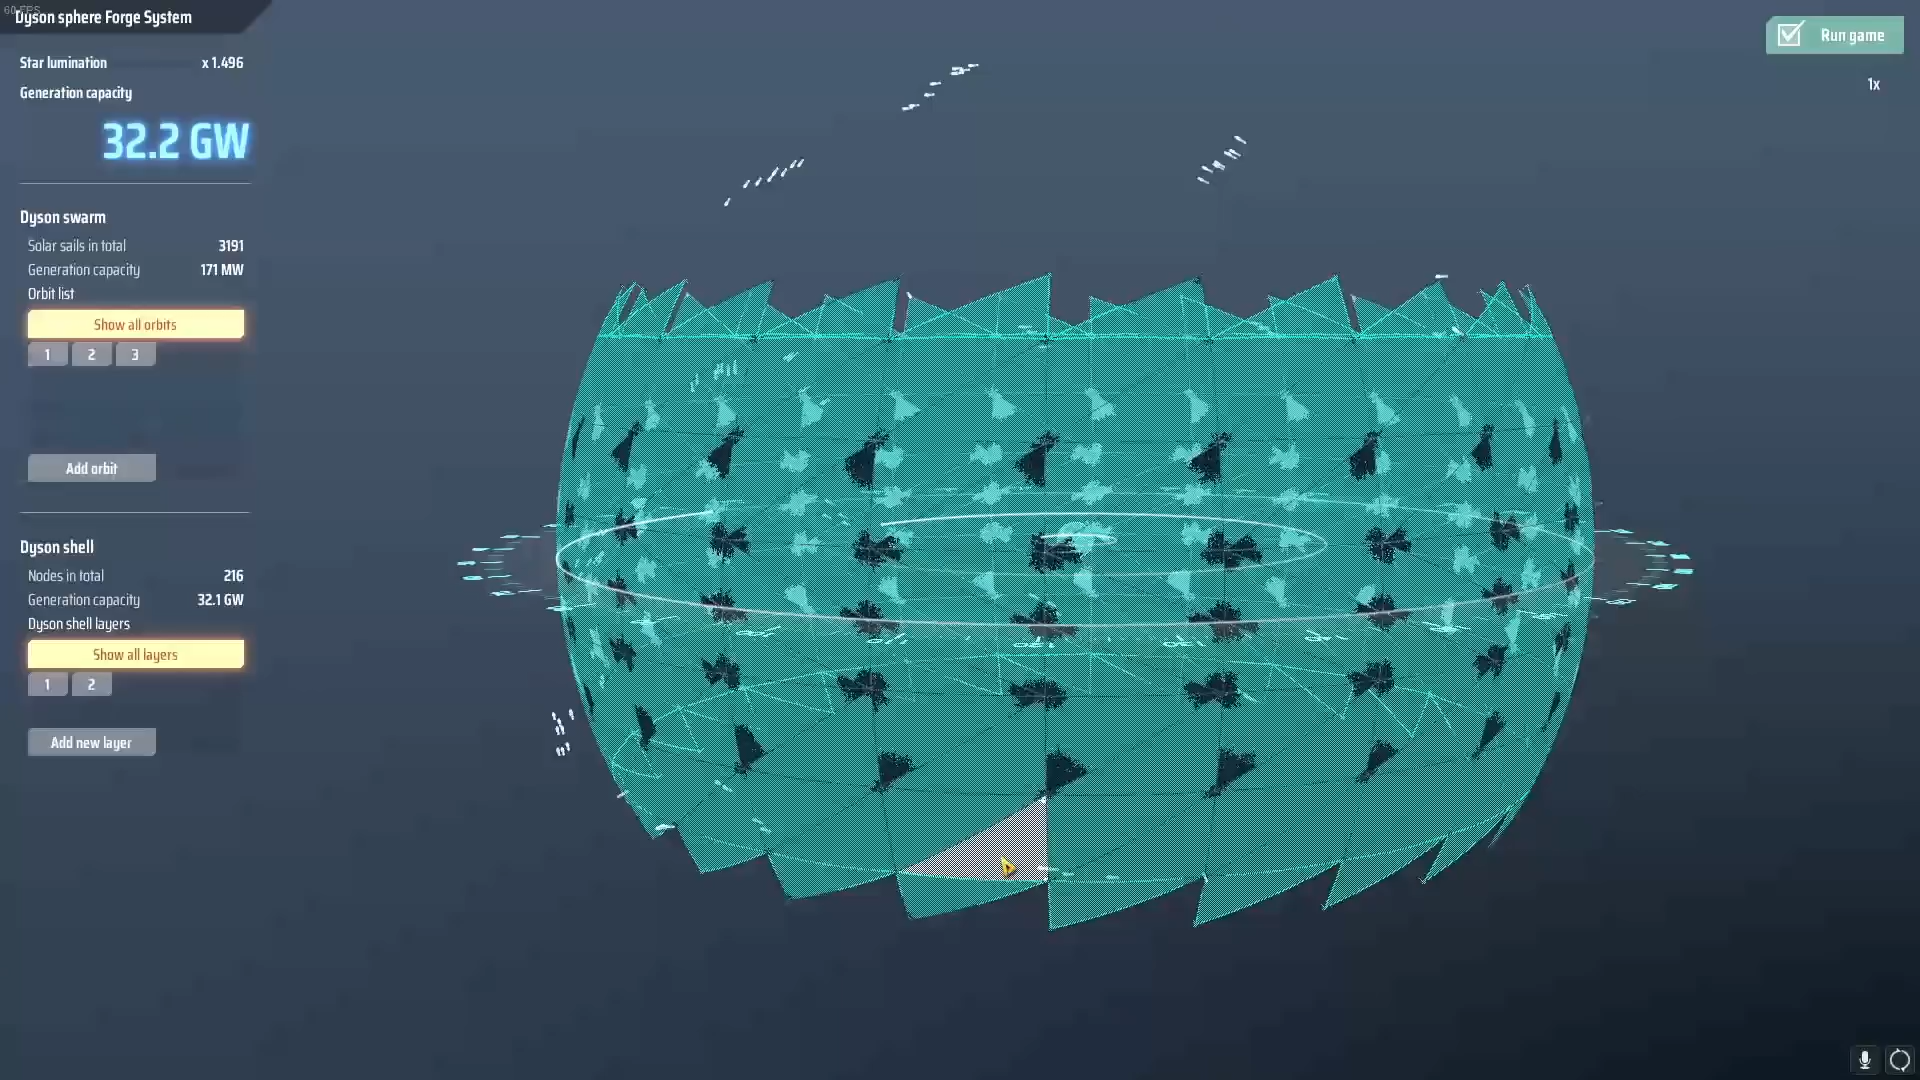 60 FPS
Dyson sphere Forge System
Run game
Star lumination x 1.496
1x
Generation capacity
32.2 GW
Dyson swarm
Solar sails in total 3191
Generation capacity 171 MW
Orbit list
Show all orbits
1 2 3
Add orbit
Dyson shell
Nodes in total 216
Generation capacity 32.1 GW
Dyson shell layers
Show all layers
1 2
Add new layer